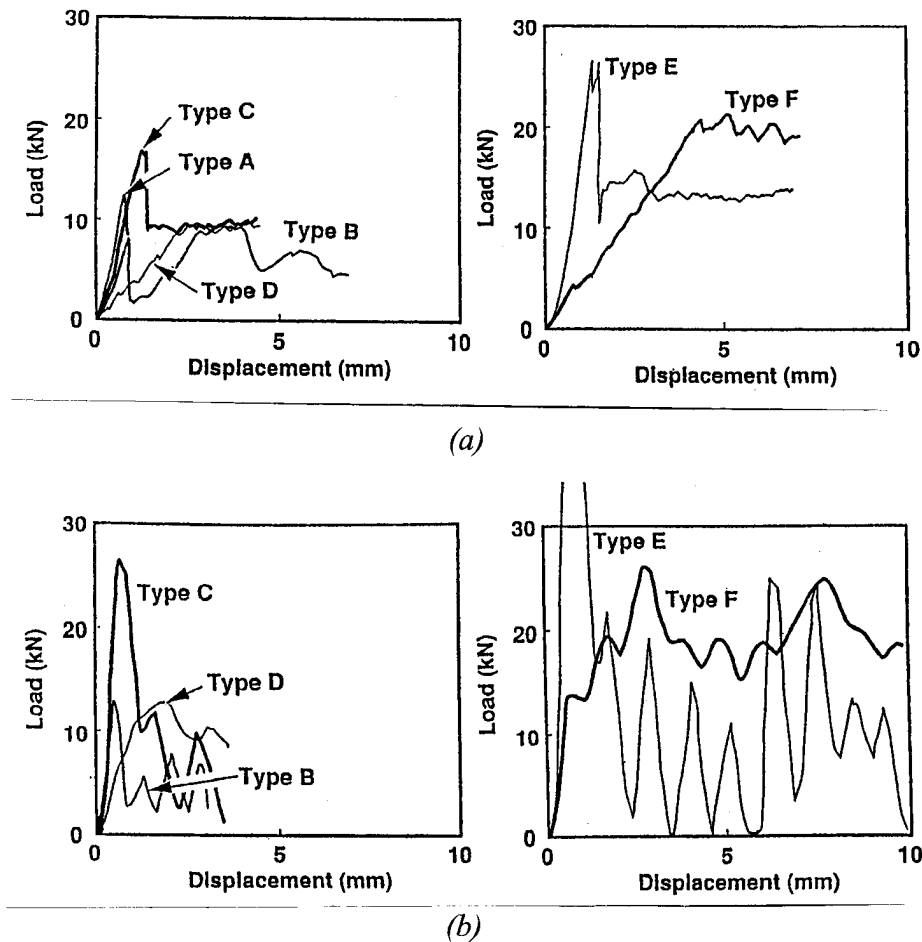 30
20
10
0
0
5
10
Load (kN)
Displacement (mm)
Type C
Type A
Type B
Type D
30
20
10
0
0
5
10
Load (kN)
Displacement (mm)
Type E
Type F
(a)
30
20
10
0
0
5
10
Load (kN)
Displacement (mm)
Type C
Type D
Type B
30
20
10
0
0
5
10
Load (kN)
Displacement (mm)
Type E
Type F
(b)